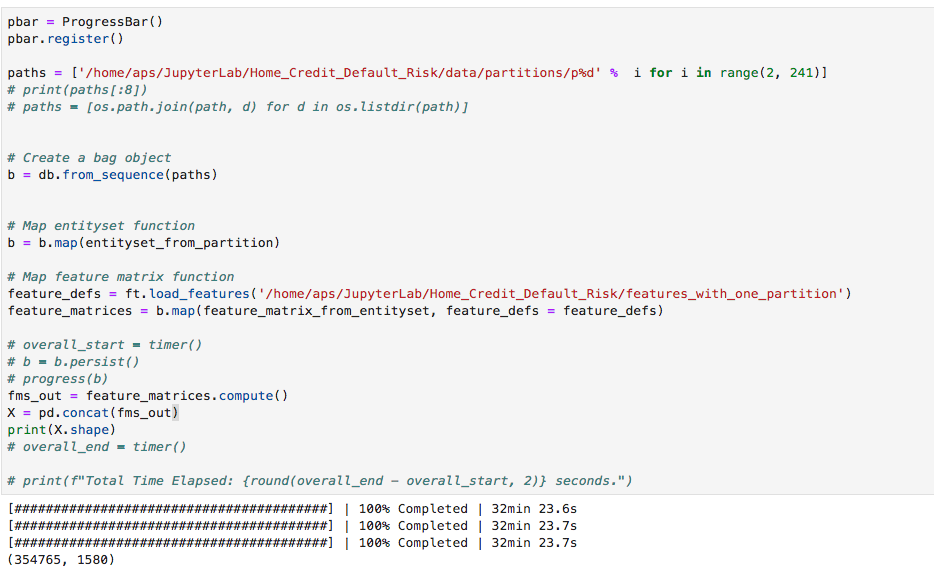 pbar = ProgressBar()
pbar.register()
paths = ['/home/aps/JupyterLab/Home_Credit_Default_Risk/data/partitions/p%d' %  i for i in range(2, 241)]
# print(paths[:8])
# paths = [os.path.join(path, d) for d in os.listdir(path)]
# Create a bag object
b = db.from_sequence(paths)
# Map entityset function
b = b.map(entityset_from_partition)
# Map feature matrix function
feature_defs = ft.load_features('/home/aps/JupyterLab/Home_Credit_Default_Risk/features_with_one_partition')
feature_matrices = b.map(feature_matrix_from_entityset, feature_defs = feature_defs)
# overall_start = timer()
# b = b.persist()
# progress(b)
fms_out = feature_matrices.compute()
X = pd.concat(fms_out)
print(X.shape)
# overall_end = timer()
# print(f"Total Time Elapsed: {round(overall_end - overall_start, 2)} seconds.")
[########################################] | 100% Completed | 32min 23.6s
[########################################] | 100% Completed | 32min 23.7s
[########################################] | 100% Completed | 32min 23.7s
(354765, 1580)